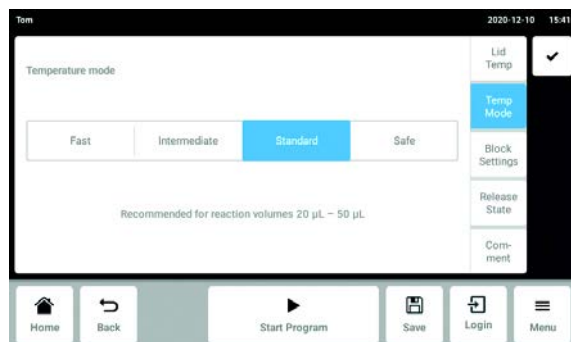 Tom
2020-12-10 15:41
Temperature mode
Fast
Intermediate
Standard
Safe
Recommended for reaction volumes 20 µL – 50 µL
Lid
Temp
Temp
Mode
Block
Settings
Release
State
Com-
ment
Home
Back
Start Program
Save
Login
Menu